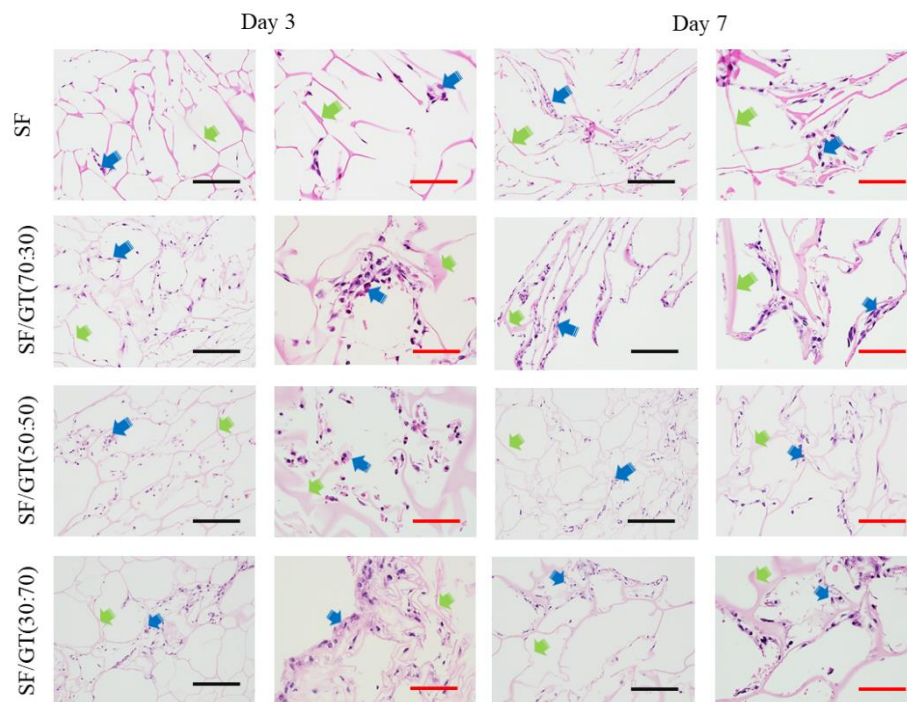 Day 3
Day 7
SF
SF/GT(70:30)
SF/GT(50:50)
SF/GT(30:70)